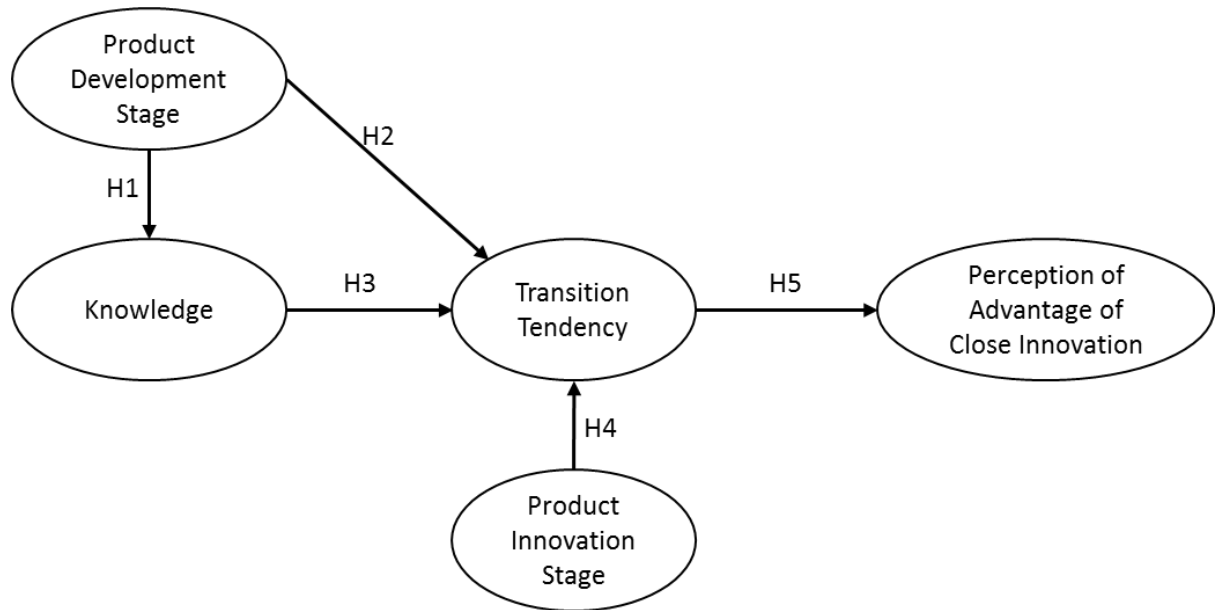 Product
Development
Stage
H2
H1
Knowledge
H3
Transition
Tendency
H5
Perception of
Advantage of
Close Innovation
H4
Product
Innovation
Stage